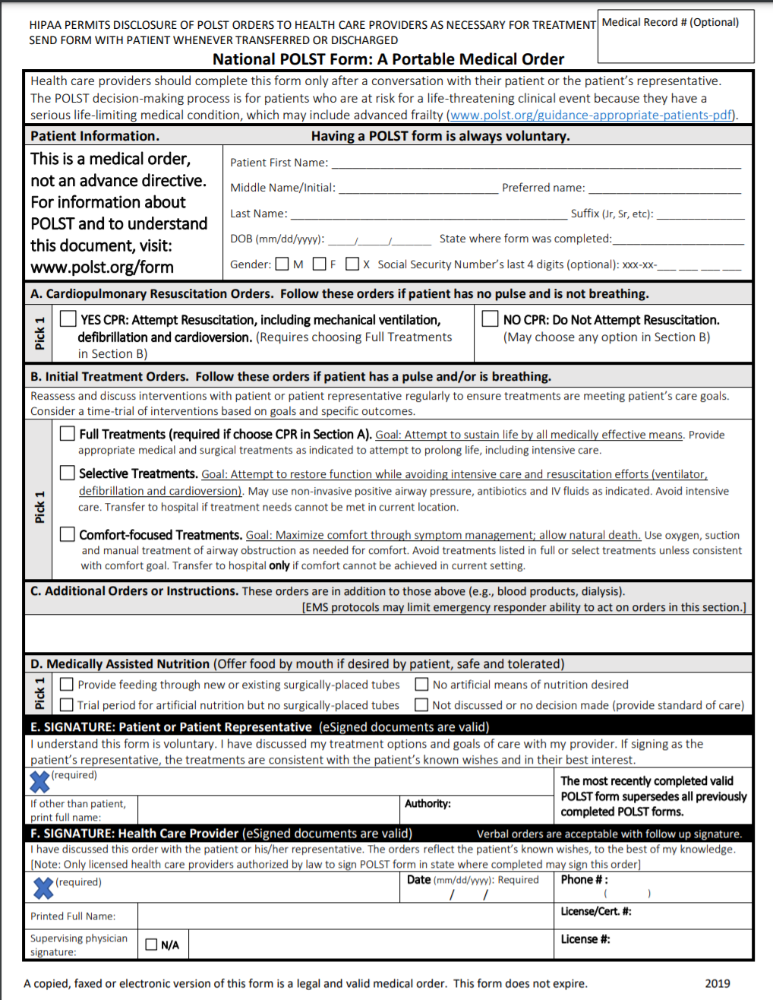 HIPAA PERMITS DISCLOSURE OF POLST ORDERS TO HEALTH CARE PROVIDERS AS NECESSARY FOR TREATMENT
SEND FORM WITH PATIENT WHENEVER TRANSFERRED OR DISCHARGED
Medical Record # (Optional)
National POLST Form: A Portable Medical Order
Health care providers should complete this form only after a conversation with their patient or the patient's representative.
The POLST decision-making process is for patients who are at risk for a life-threatening clinical event because they have a
serious life-limiting medical condition, which may include advanced frailty (www.polst.org/guidance-appropriate-patients-pdf).
Patient Information. Having a POLST form is always voluntary.
This is a medical order,
not an advance directive.
For information about
POLST and to understand
this document, visit:
www.polst.org/form
Patient First Name:
Middle Name/Initial: Preferred name:
Last Name: Suffix (Jr, Sr, etc):
DOB (mm/dd/yyyy): / / State where form was completed:
Gender: M F X Social Security Number's last 4 digits (optional): xxx-xx-
A. Cardiopulmonary Resuscitation Orders. Follow these orders if patient has no pulse and is not breathing.
Pick 1
YES CPR: Attempt Resuscitation, including mechanical ventilation,
defibrillation and cardioversion. (Requires choosing Full Treatments
in Section B)
NO CPR: Do Not Attempt Resuscitation.
(May choose any option in Section B)
B. Initial Treatment Orders. Follow these orders if patient has a pulse and/or is breathing.
Reassess and discuss interventions with patient or patient representative regularly to ensure treatments are meeting patient's care goals.
Consider a time-trial of interventions based on goals and specific outcomes.
Pick 1
Full Treatments (required if choose CPR in Section A). Goal: Attempt to sustain life by all medically effective means. Provide
appropriate medical and surgical treatments as indicated to attempt to prolong life, including intensive care.
Selective Treatments. Goal: Attempt to restore function while avoiding intensive care and resuscitation efforts (ventilator,
defibrillation and cardioversion). May use non-invasive positive airway pressure, antibiotics and IV fluids as indicated. Avoid intensive
care. Transfer to hospital if treatment needs cannot be met in current location.
Comfort-focused Treatments. Goal: Maximize comfort through symptom management; allow natural death. Use oxygen, suction
and manual treatment of airway obstruction as needed for comfort. Avoid treatments listed in full or select treatments unless consistent
with comfort goal. Transfer to hospital only if comfort cannot be achieved in current setting.
C. Additional Orders or Instructions. These orders are in addition to those above (e.g., blood products, dialysis).
[EMS protocols may limit emergency responder ability to act on orders in this section.]
D. Medically Assisted Nutrition (Offer food by mouth if desired by patient, safe and tolerated)
Pick 1
Provide feeding through new or existing surgically-placed tubes No artificial means of nutrition desired
Trial period for artificial nutrition but no surgically-placed tubes Not discussed or no decision made (provide standard of care)
E. SIGNATURE: Patient or Patient Representative (eSigned documents are valid)
I understand this form is voluntary. I have discussed my treatment options and goals of care with my provider. If signing as the
patient's representative, the treatments are consistent with the patient's known wishes and in their best interest.
(required)
The most recently completed valid
POLST form supersedes all previously
completed POLST forms.
If other than patient,
print full name:
Authority:
F. SIGNATURE: Health Care Provider (eSigned documents are valid) Verbal orders are acceptable with follow up signature.
I have discussed this order with the patient or his/her representative. The orders reflect the patient's known wishes, to the best of my knowledge.
[Note: Only licensed health care providers authorized by law to sign POLST form in state where completed may sign this order]
(required)
Date (mm/dd/yyyy): Required
/ /
Phone # :
( )
Printed Full Name:
License/Cert. #:
Supervising physician
signature:
N/A
License #:
A copied, faxed or electronic version of this form is a legal and valid medical order. This form does not expire. 2019